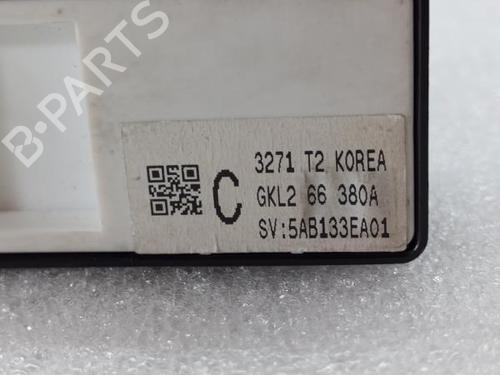 B·PARTS
C
3271 T2 KOREA
GKL2 66 380A
SV:5AB133EA01